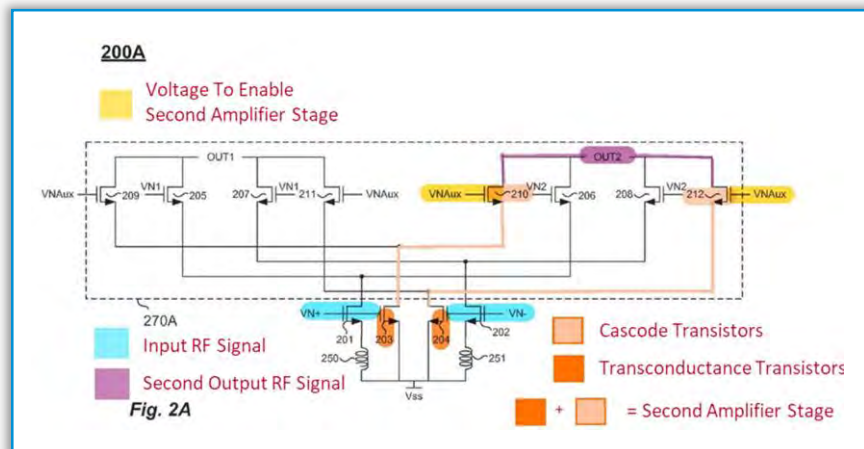 200A
Voltage To Enable
Second Amplifier Stage
OUT1
OUT2
VNAux
209
VN1
205
207
VN1
211
VNAux
VNAux
210
VN2
206
208
VN2
212
VNAux
270A
VN+
201
203
204
VN-
202
250
251
Vss
Input RF Signal
Second Output RF Signal
Fig. 2A
Cascode Transistors
Transconductance Transistors
+ = Second Amplifier Stage